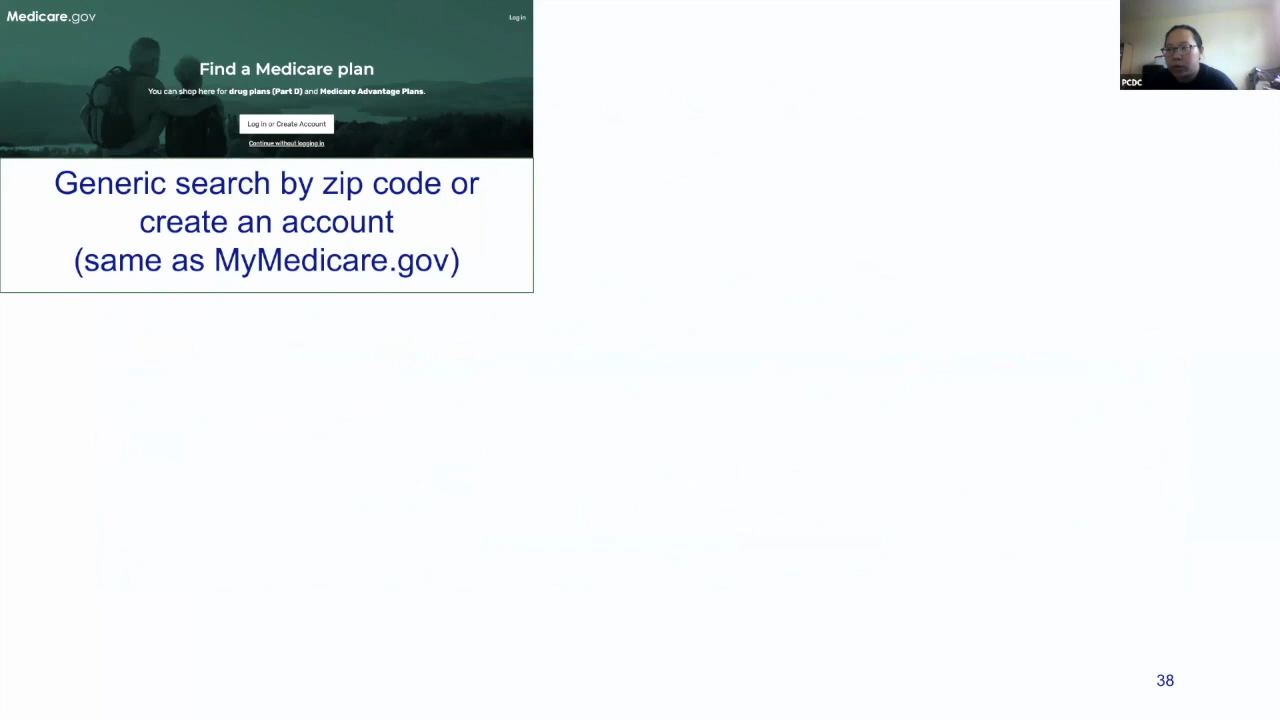 Medicare.gov
Log in
Find a Medicare plan
You can shop here for drug plans (Part D) and Medicare Advantage Plans.
Log in or Create Account
Continue without logging in
PCDC
Generic search by zip code or
create an account
(same as MyMedicare.gov)
38